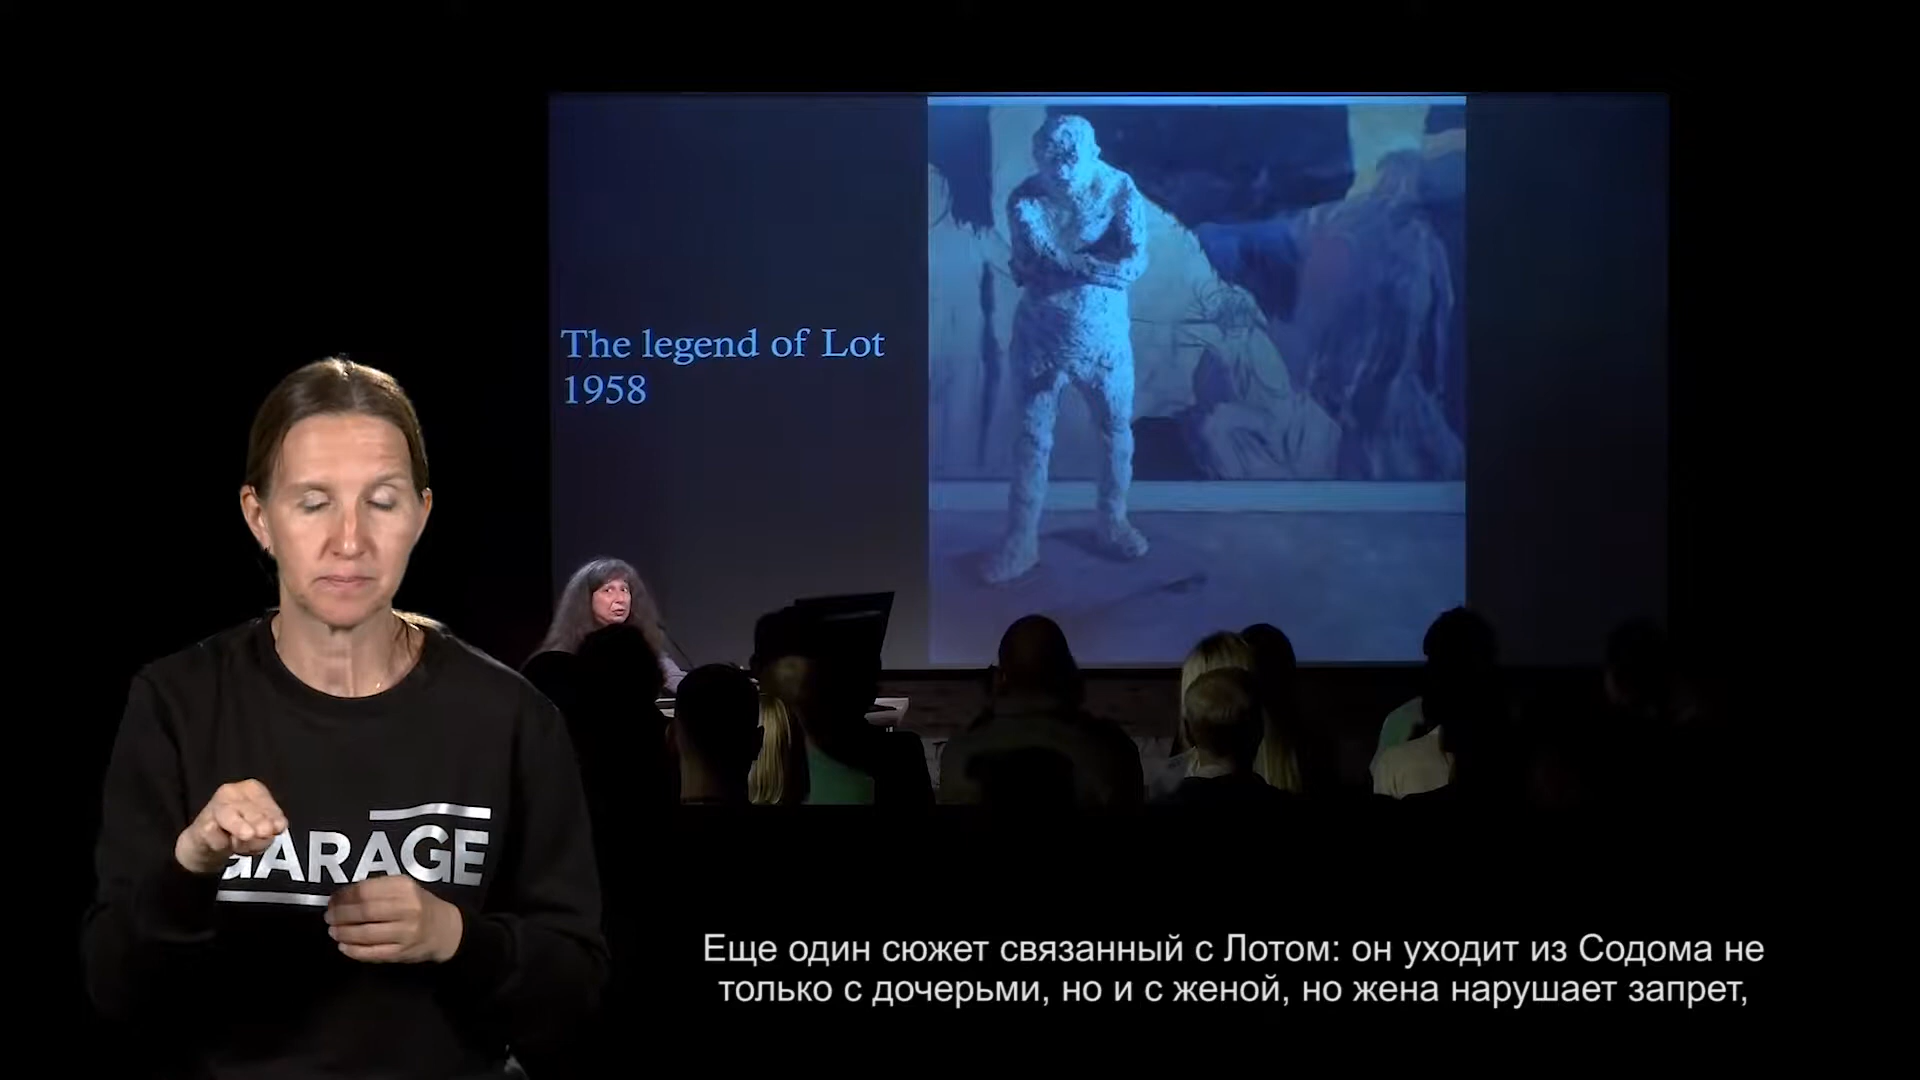 The legend of Lot
1958
GARAGE
Еще один сюжет связанный с Лотом: он уходит из Содома не
только с дочерьми, но и с женой, но жена нарушает запрет,